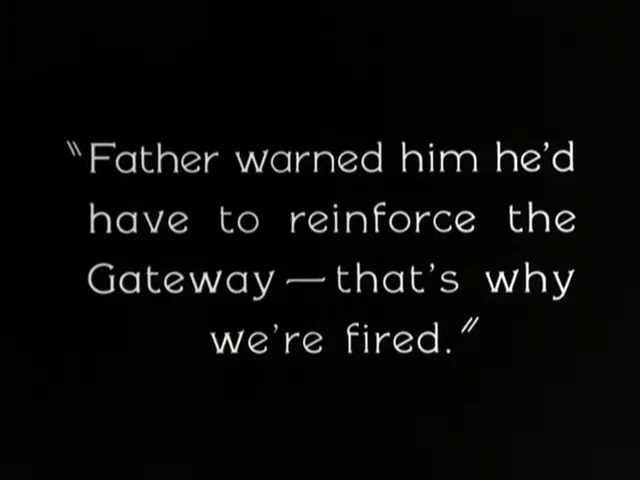 "Father warned him he'd
have to reinforce the
Gateway — that's why
we're fired."